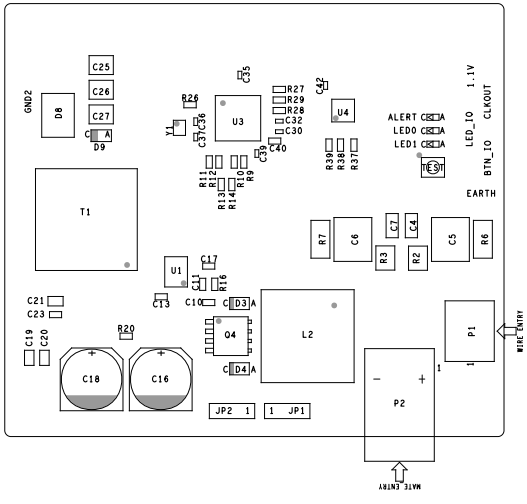 C25
C26
C27
GND2
D8
C A
D9
C35
R26
Y1
C36
C37
U3
R27
R29
R28
C32
C30
C40
C39
R11
R12
R10
R9
R13
R14
C42
U4
R39
R38
R37
ALERT C A
LED0 C A
LED1 C A
TEST
1.1V
CLKOUT
LED_IO
BTN_IO
EARTH
T1
R7
C6
C7
C4
R3
R2
C5
R6
C17
U1
C11
R16
C13
C10
C21
C23
C D3 A
Q4
C D4 A
L2
P1
1
WIRE ENTRY
R20
C19
C20
+
C18
+
C16
JP2 1
1 JP1
1
- +
P2
MATE ENTRY